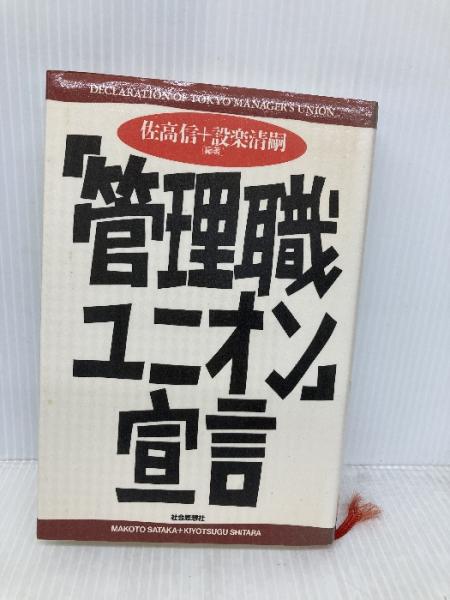 DECLARATION OF TOKYO MANAGER'S UNION
佐高信+設楽清嗣
[編著]
「管理職
ユニオン」
宣言
社会思想社
MAKOTO SATAKA+KIYOTSUGU SHITARA